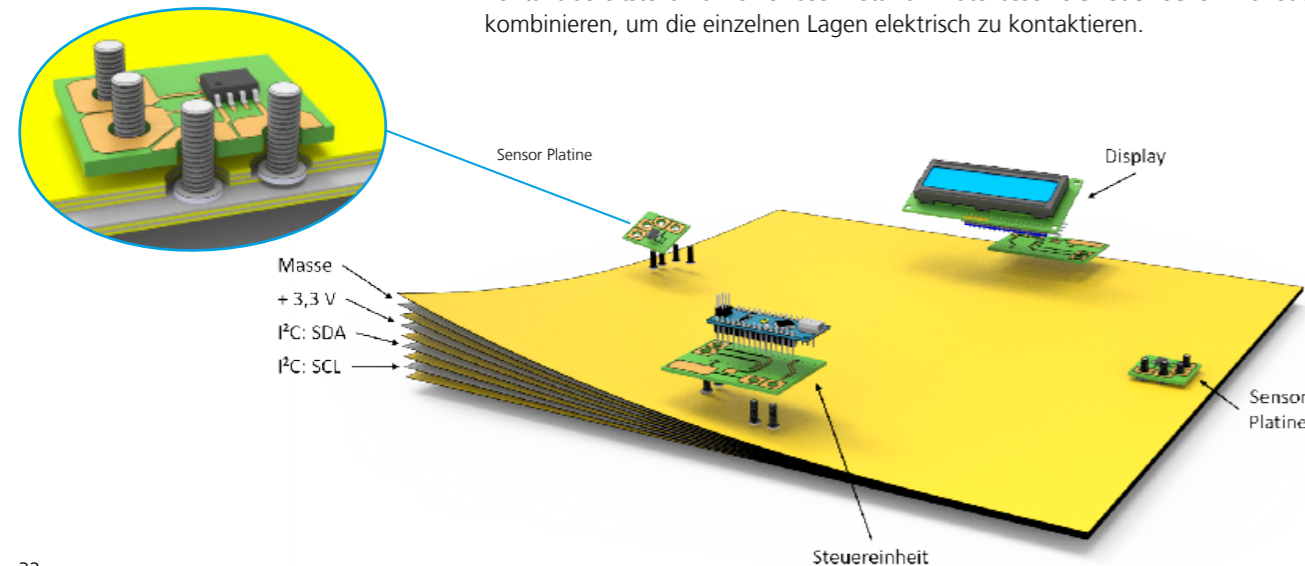 kombinieren, um die einzelnen Lagen elektrisch zu kontaktieren.
Sensor Platine
Display
Masse
+ 3,3 V
I²C: SDA
I²C: SCL
Sensor
Platine
Steuereinheit